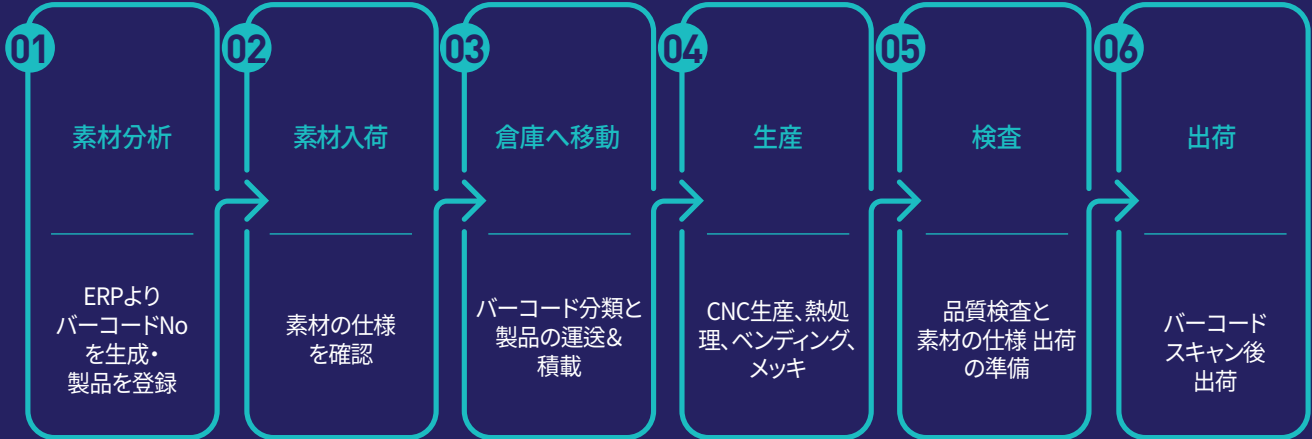 01
素材分析
ERPより
バーコードNo
を生成・
製品を登録
02
素材入荷
素材の仕様
を確認
03
倉庫へ移動
バーコード分類と
製品の運送&
積載
04
生産
CNC生産、熱処
理、ベンディング、
メッキ
05
検査
品質検査と
素材の仕様 出荷
の準備
06
出荷
バーコード
スキャン後
出荷